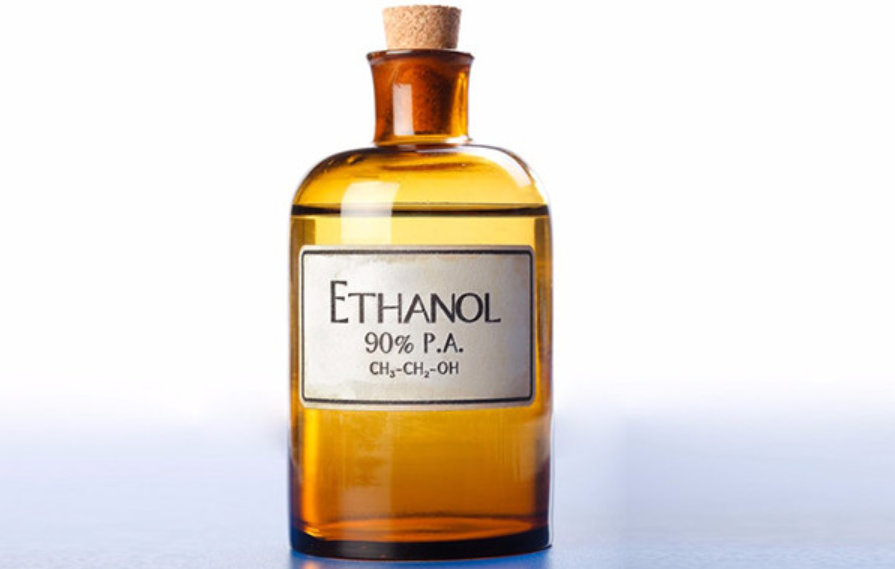 ETHANOL
90% P.A.
CH₃-CH₂-OH